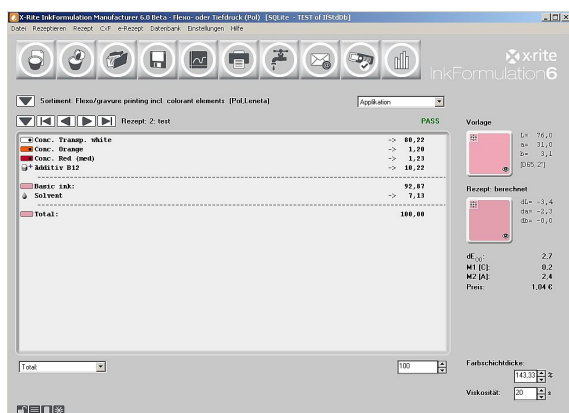 X-Rite InkFormulation Manufacturer 6.0 Beta - Flexo- oder Tiefdruck (Pol) [SQLite - TEST of IfStdDb]
Datei Rezeptieren Rezept CxF e-Rezept Datenbank Einstellungen Hilfe
x·rite
InkFormulation6
Sortiment: Flexo/gravure printing incl. colorant elements (Pol,Leneta)
Applikation
Rezept: 2: test
PASS
Conc. Transp. white -> 80,22
Conc. Orange -> 1,20
Conc. Red (med) -> 1,23
Additiv B12 -> 10,22
Basic ink: 92,87
Solvent -> 7,13
Total: 100,00
Vorlage
L= 76,0
a= 31,0
b= 3,1
[D65,2°]
Rezept: berechnet
dL= -3,4
da= -2,3
db= -0,0
dE00: 2,7
M1 [C]: 0,2
M2 [A]: 2,4
Preis: 1.04 €
Total:
100
Farbschichtdicke:
143,33 %
Viskosität: 20 s